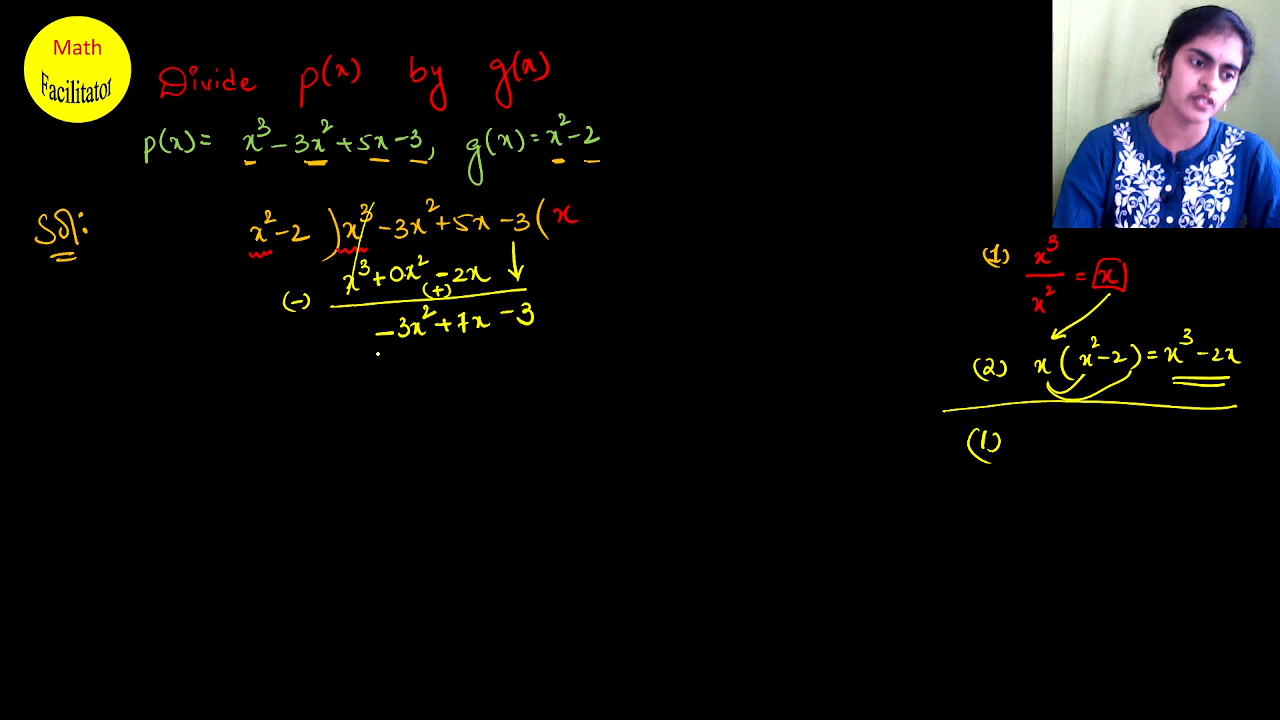 Math
Facilitator
Divide p(x) by g(x)
p(x) = x³ - 3x² + 5x - 3, g(x) = x² - 2
Sol:
x² - 2 ) x³ - 3x² + 5x - 3 ( x
x³ + 0x² - 2x
(-) (+)
- 3x² + 7x - 3
(1) x³/x² = x
(2) x (x² - 2) = x³ - 2x
(1)